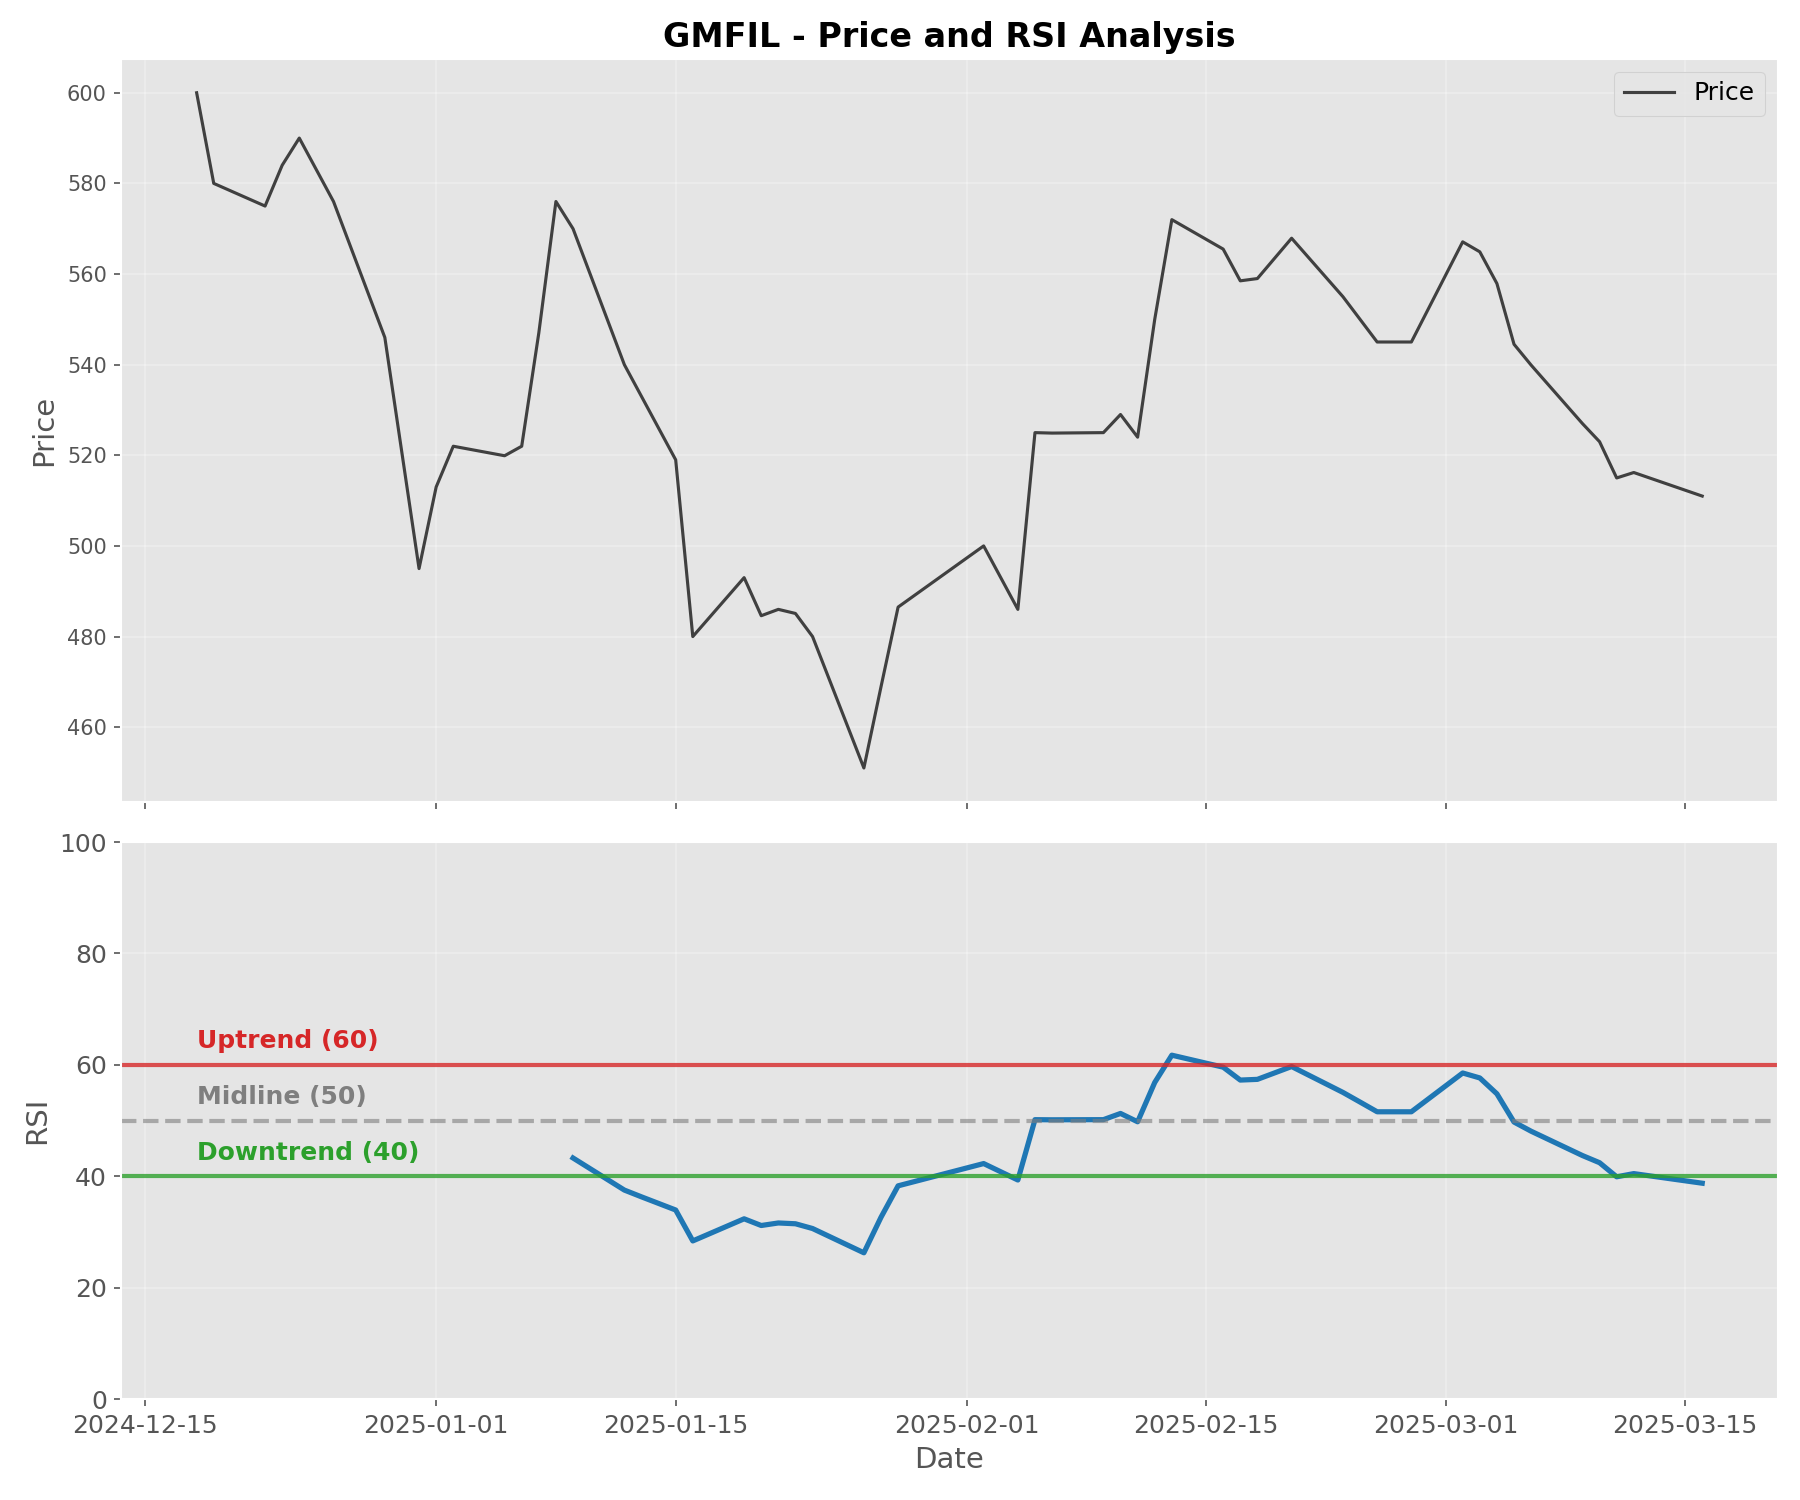 GMFIL - Price and RSI Analysis
Price
600
580
560
540
520
500
480
460
Price
100
80
60
40
20
0
RSI
Uptrend (60)
Midline (50)
Downtrend (40)
2024-12-15
2025-01-01
2025-01-15
2025-02-01
2025-02-15
2025-03-01
2025-03-15
Date